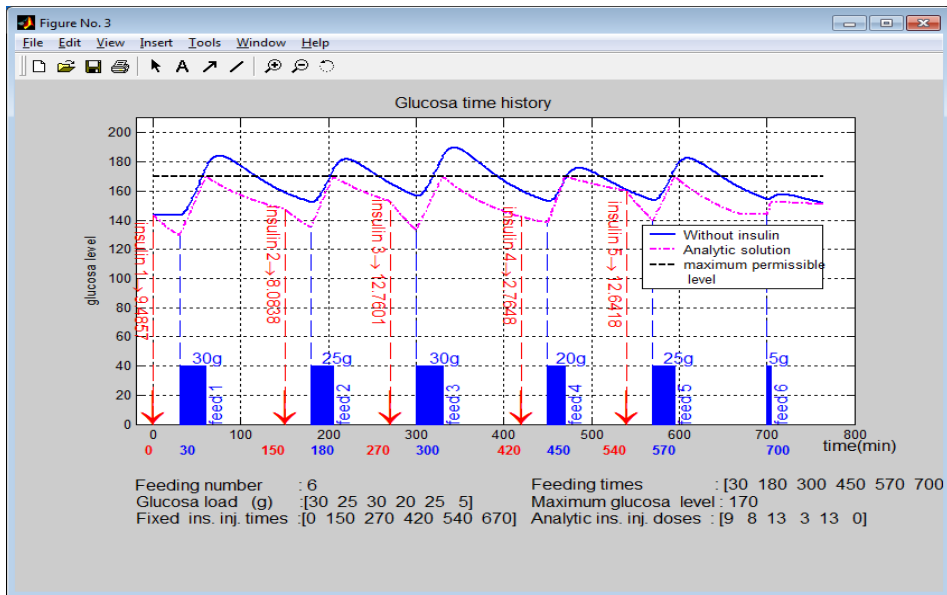 Figure No. 3
File Edit View Insert Tools Window Help
Glucosa time history
glucosa level
200
180
160
140
120
100
80
60
40
20
0
insulin 1→9.4857
insulin 2→8.0838
insulin 3→12.7601
insulin 4→2.7648
insulin 5→12.6418
Without insulin
Analytic solution
maximum permissible
level
30g
25g
30g
20g
25g
5g
feed 1
feed 2
feed 3
feed 4
feed 5
feed 6
0 100 200 300 400 500 600 700 800
time(min)
0 30 150 180 270 300 420 450 540 570 700
Feeding number : 6
Feeding times : [30 180 300 450 570 700
Glucosa load (g) :[30 25 30 20 25 5]
Maximum glucosa level : 170
Fixed ins. inj. times :[0 150 270 420 540 670]
Analytic ins. inj. doses : [9 8 13 3 13 0]